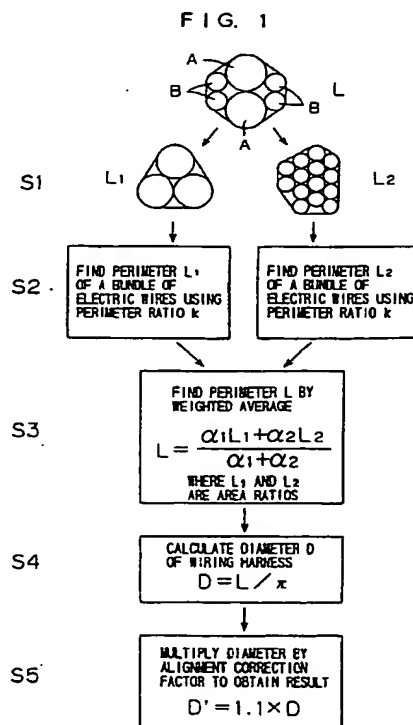 FIG. 1
A
B
L
B
A
S1
L1
L2
S2
FIND PERIMETER L1
OF A BUNDLE OF
ELECTRIC WIRES USING
PERIMETER RATIO k
FIND PERIMETER L2
OF A BUNDLE OF
ELECTRIC WIRES USING
PERIMETER RATIO k
S3
FIND PERIMETER L BY
WEIGHTED AVERAGE
L = α1L1+α2L2 / α1+α2
WHERE L1 AND L2
ARE AREA RATIOS
S4
CALCULATE DIAMETER D
OF WIRING HARNESS
D=L/π
S5
MULTIPLY DIAMETER BY
ALIGNMENT CORRECTION
FACTOR TO OBTAIN RESULT
D'=1.1×D